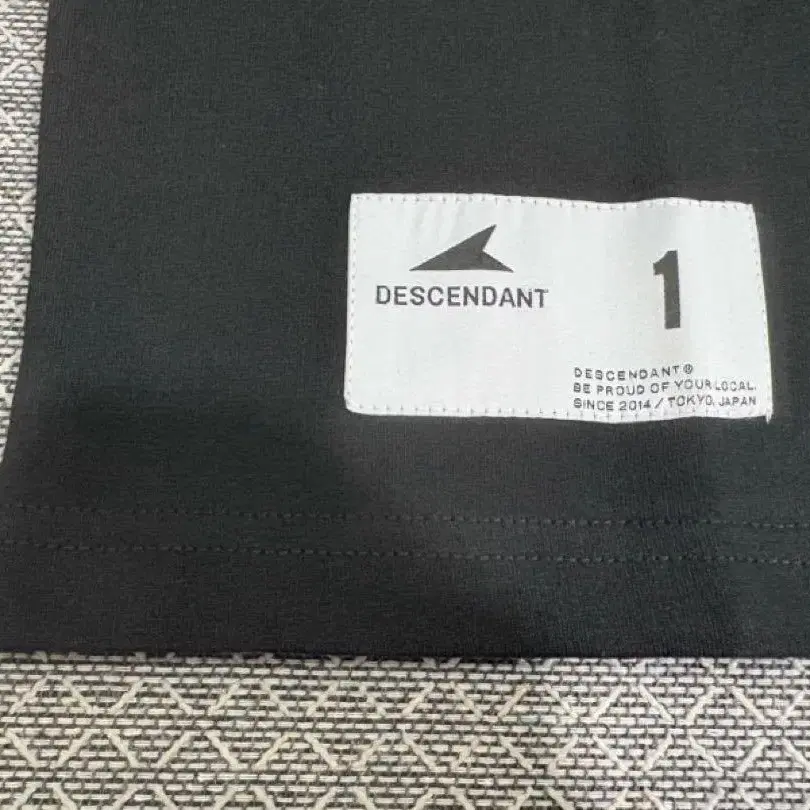 DESCENDANT
1
DESCENDANT®
BE PROUD OF YOUR LOCAL.
SINCE 2014 / TOKYO, JAPAN